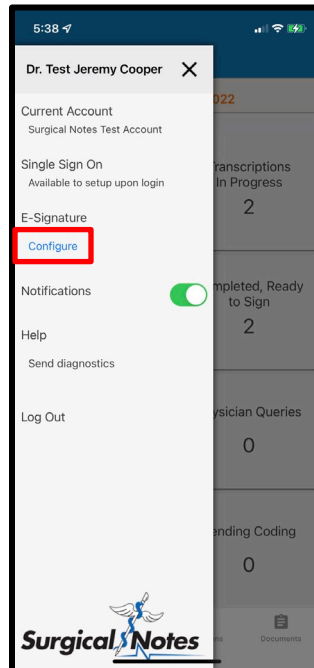 5:38
Dr. Test Jeremy Cooper
022
Current Account
Surgical Notes Test Account
Single Sign On
Available to setup upon login
ranscriptions
In Progress
2
E-Signature
Configure
Notifications
mpleted, Ready
to Sign
2
Help
Send diagnostics
Log Out
ysician Queries
0
ending Coding
0
Surgical Notes
ns
Documents